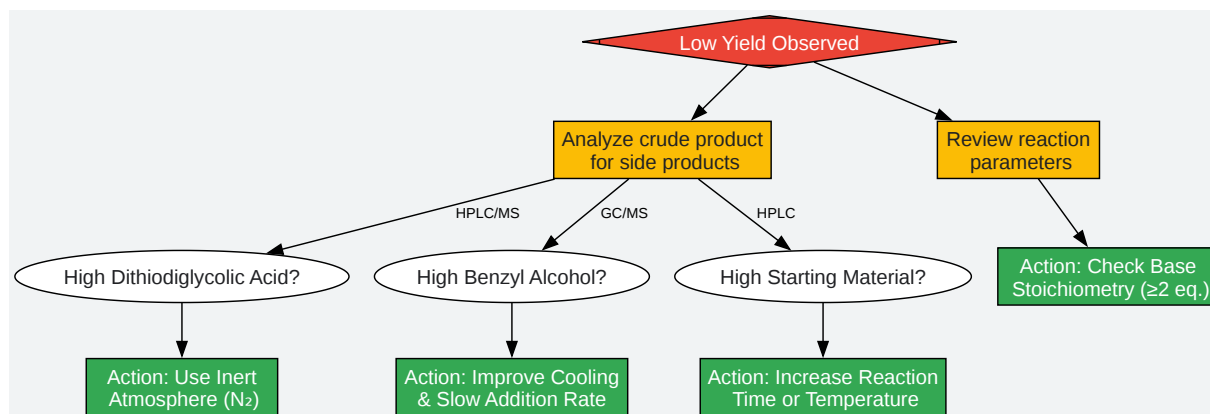 Low Yield Observed
Analyze crude product
for side products
Review reaction
parameters
HPLC/MS
GC/MS
HPLC
High Dithiodiglycolic Acid?
High Benzyl Alcohol?
High Starting Material?
Action: Check Base
Stoichiometry (≥2 eq.)
Action: Use Inert
Atmosphere (N₂)
Action: Improve Cooling
& Slow Addition Rate
Action: Increase Reaction
Time or Temperature